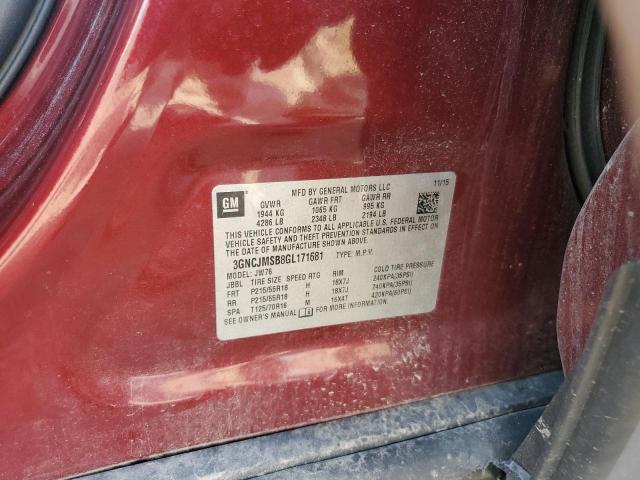 MFD BY GENERAL MOTORS LLC 11/15
GM GVWR GAWR FRT GAWR RR
1944 KG 1065 KG 995 KG
4286 LB 2348 LB 2194 LB
THIS VEHICLE CONFORMS TO ALL APPLICABLE U.S. FEDERAL MOTOR
VEHICLE SAFETY AND THEFT PREVENTION STANDARDS IN EFFECT ON
THE DATE OF MANUFACTURE SHOWN ABOVE.
3GNCJMSB8GL171681 TYPE: M.P.V.
MODEL: JW76
JBBL TIRE SIZE SPEED RTG RIM COLD TIRE PRESSURE
FRT P215/55R18 H 18X7J 240KPA(35PSI)
RR P215/55R18 H 18X7J 240KPA(35PSI)
SPA T125/70R16 M 16X4T 420KPA(60PSI)
SEE OWNER'S MANUAL FOR MORE INFORMATION.